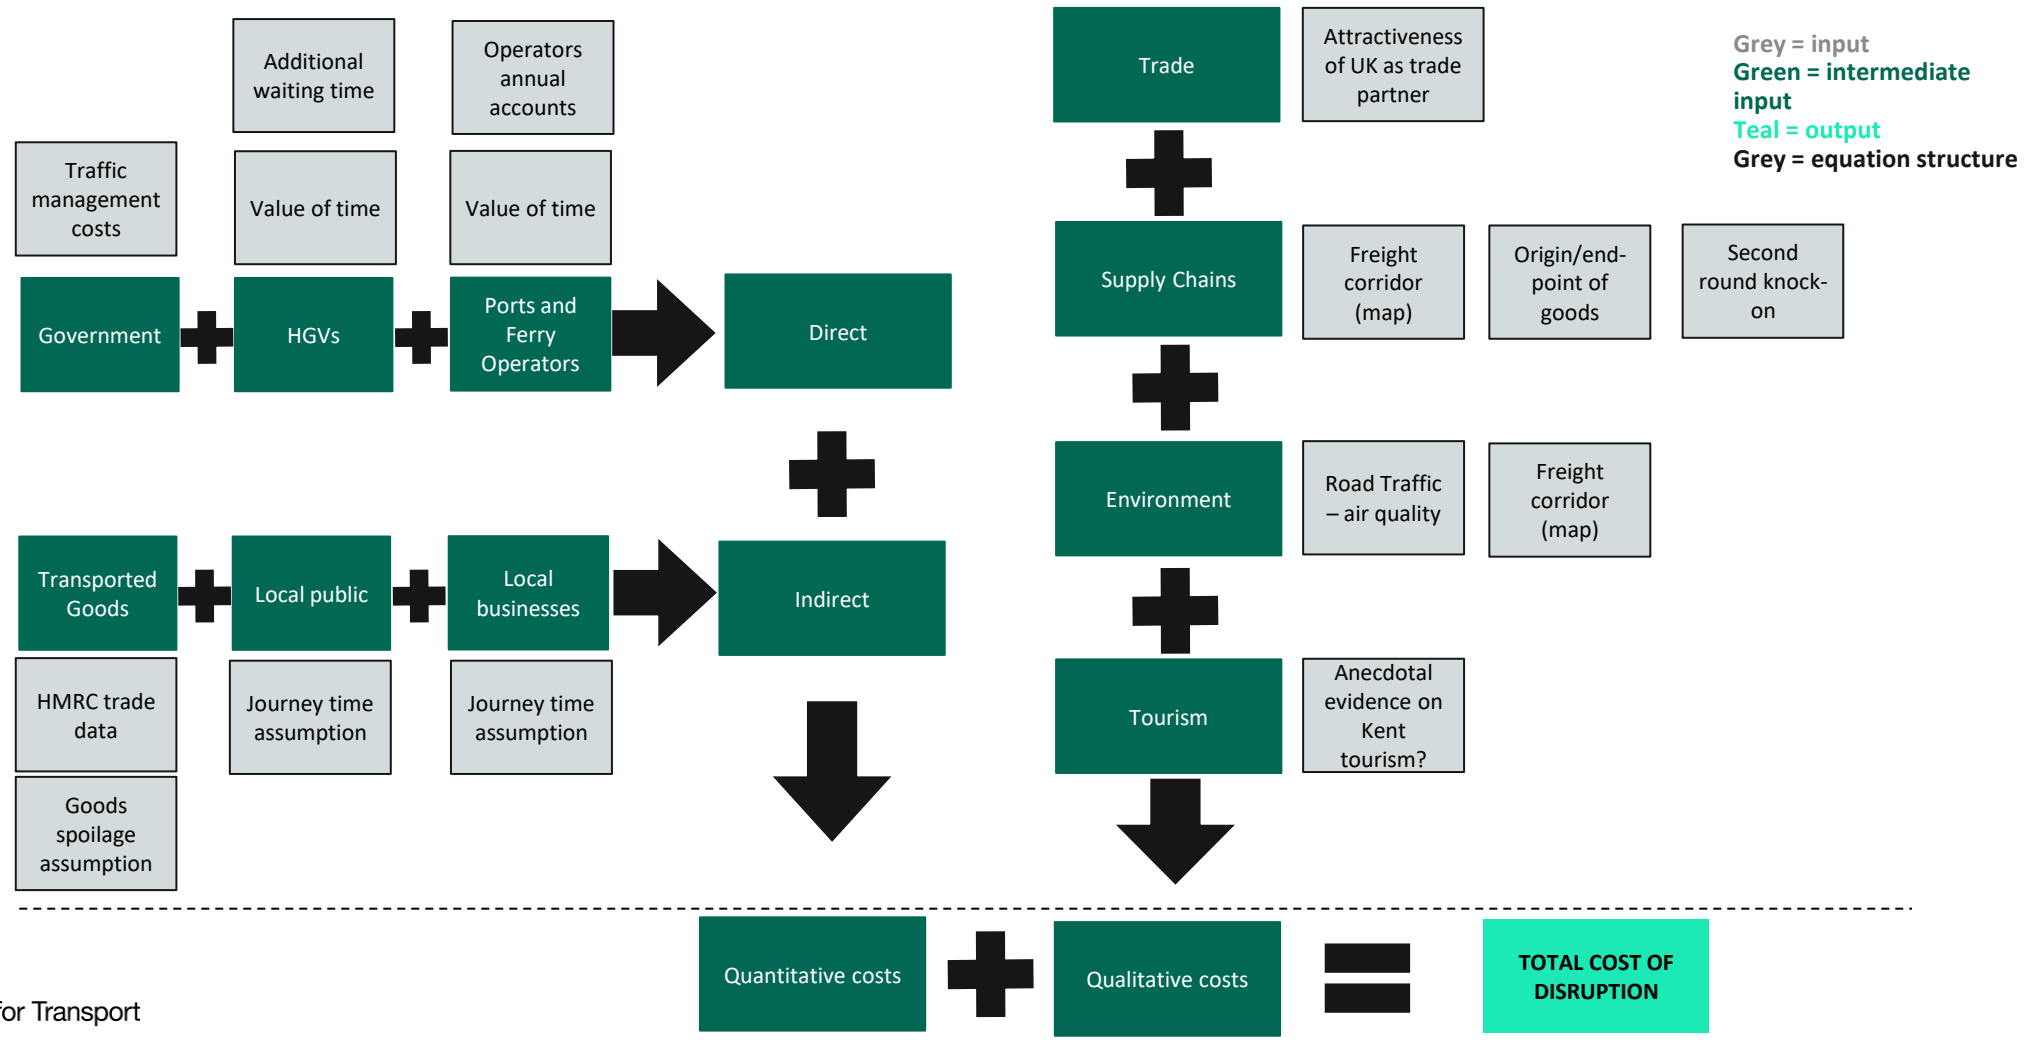 Additional
waiting time
Operators
annual
accounts
Traffic
management
costs
Value of time
Value of time
Government
HGVs
Ports and
Ferry
Operators
Direct
Transported
Goods
Local public
Local
businesses
Indirect
HMRC trade
data
Journey time
assumption
Journey time
assumption
Goods
spoilage
assumption
Trade
Attractiveness
of UK as trade
partner
Supply Chains
Freight
corridor
(map)
Origin/end-
point of
goods
Second
round knock-
on
Environment
Road Traffic
– air quality
Freight
corridor
(map)
Tourism
Anecdotal
evidence on
Kent
tourism?
Grey = input
Green = intermediate
input
Teal = output
Grey = equation structure
Quantitative costs
Qualitative costs
TOTAL COST OF
DISRUPTION
for Transport